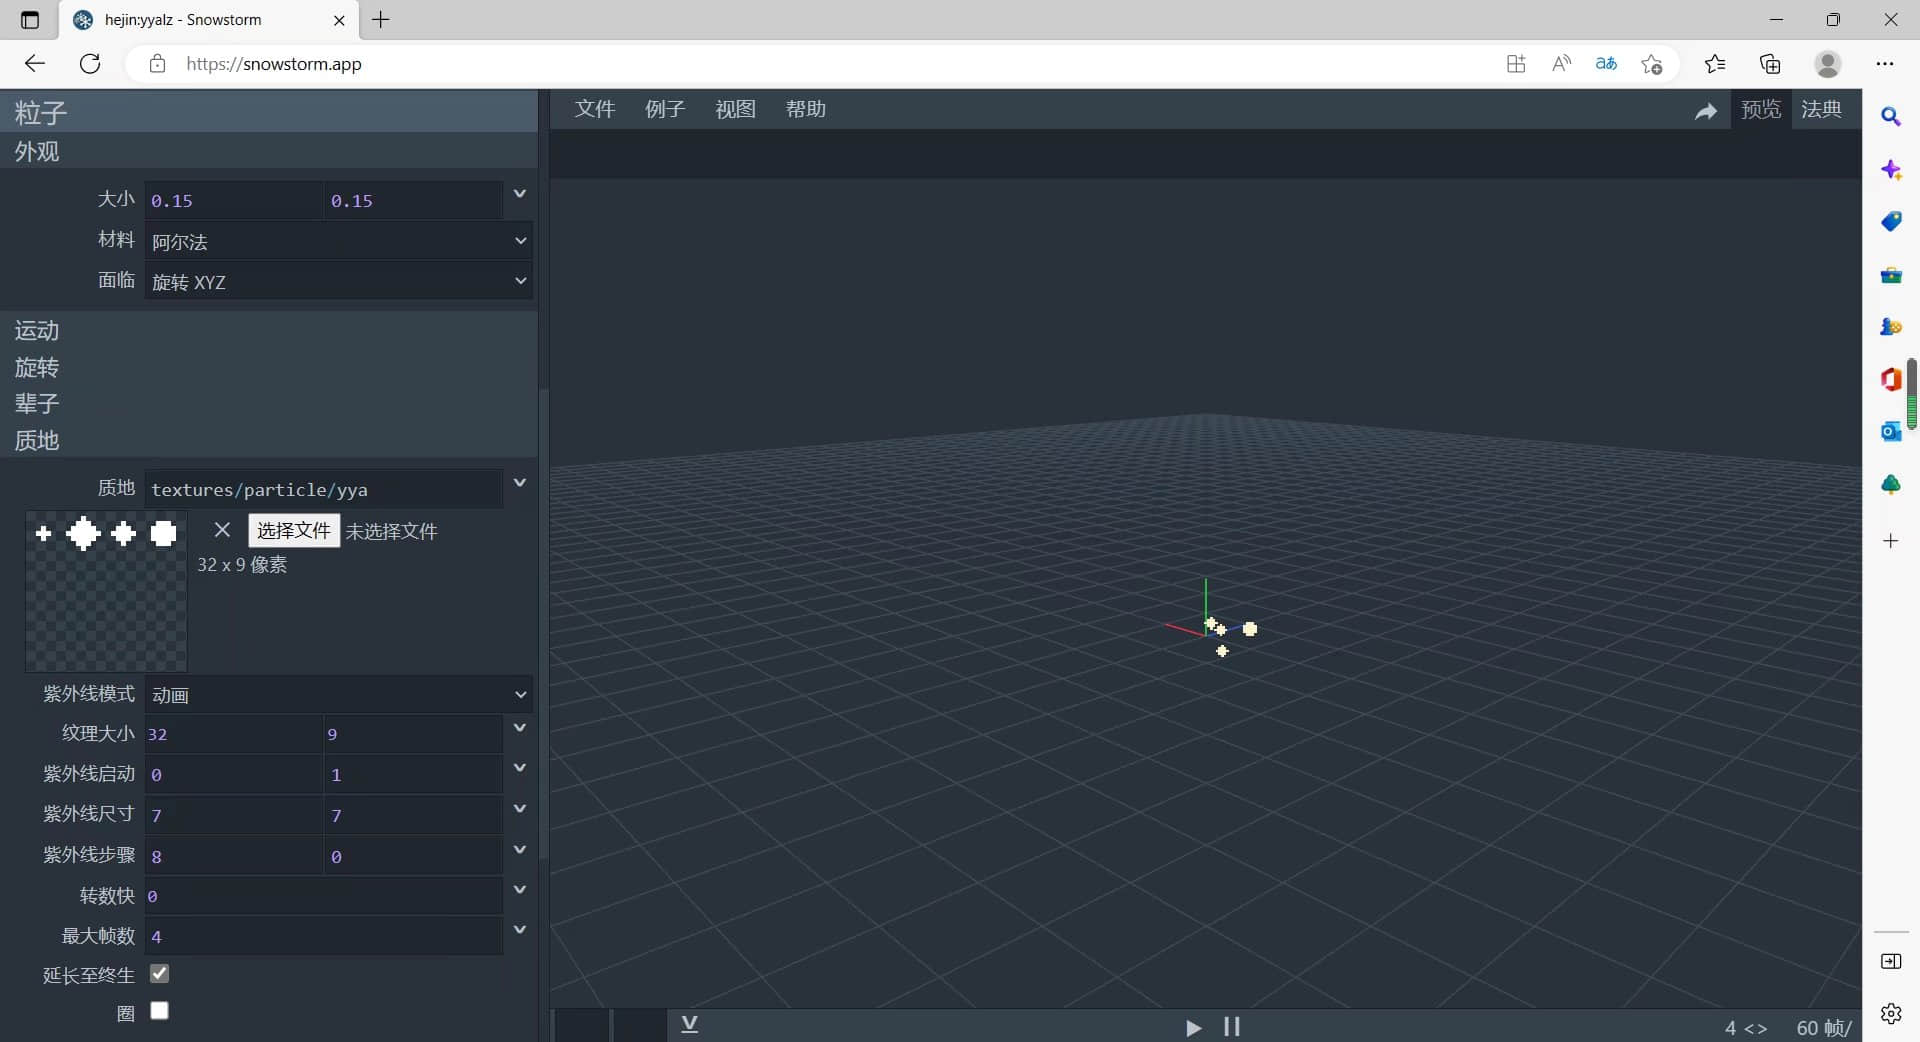 hejin:yyalz - Snowstorm
https://snowstorm.app
粒子
外观
大小 0.15 0.15
材料 阿尔法
面临 旋转 XYZ
运动
旋转
辈子
质地
质地 textures/particle/yya
选择文件 未选择文件
32 x 9 像素
紫外线模式 动画
纹理大小 32 9
紫外线启动 0 1
紫外线尺寸 7 7
紫外线步骤 8 0
转数快 0
最大帧数 4
延长至终生
圈
文件 例子 视图 帮助
预览 法典
4 <> 60 帧/